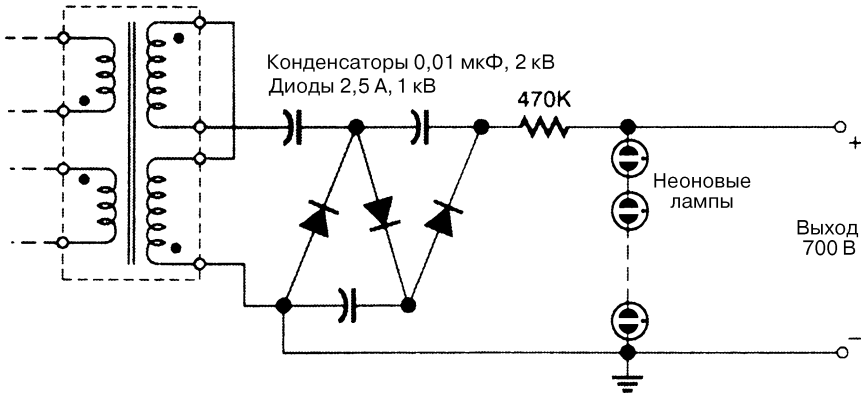 Конденсаторы 0,01 мкФ, 2 кВ
Диоды 2,5 А, 1 кВ
470K
+
Неоновые
лампы
Выход
700 В
–